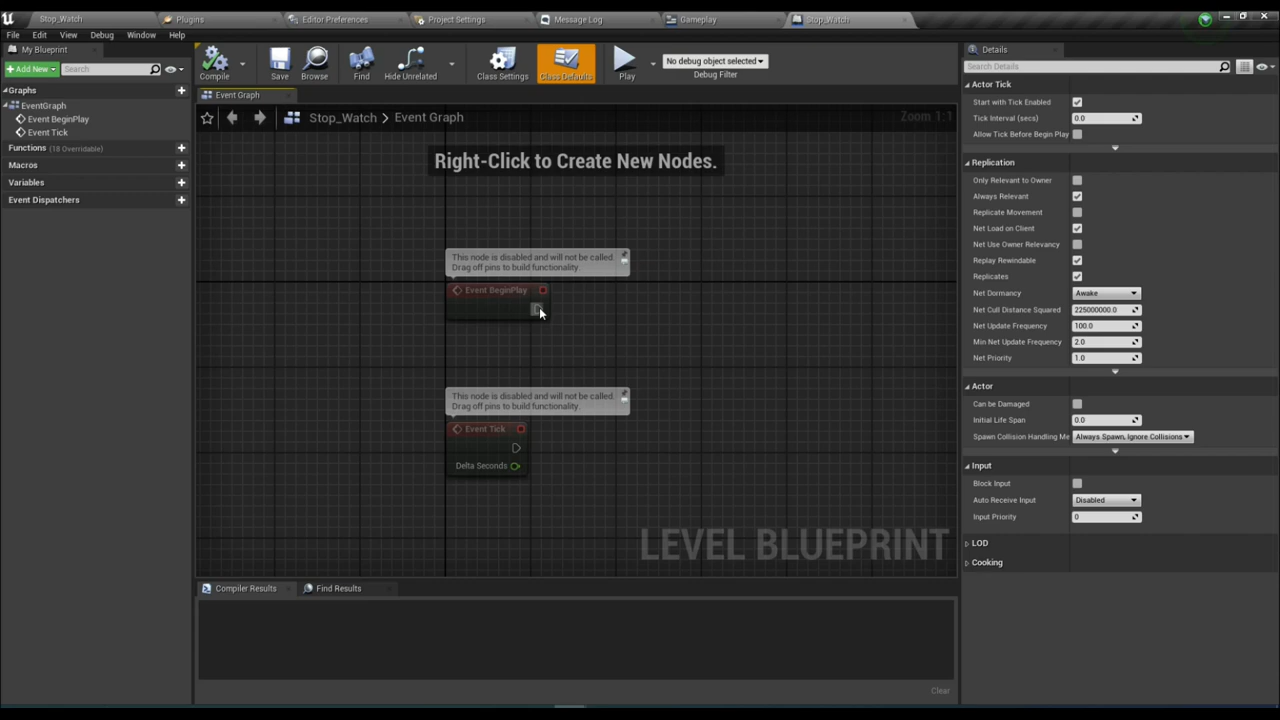 Stop_Watch Plugins Editor Preferences Project Settings Message Log Gameplay Stop_Watch
File Edit View Debug Window Help
My Blueprint
Add New Search
Graphs
EventGraph
Event BeginPlay
Event Tick
Functions (18 Overridable)
Macros
Variables
Event Dispatchers
Compile Save Browse Find Hide Unrelated Class Settings Class Defaults Play
No debug object selected
Debug Filter
Event Graph
Stop_Watch > Event Graph
Zoom 1:1
Right-Click to Create New Nodes.
This node is disabled and will not be called.
Drag off pins to build functionality.
Event BeginPlay
This node is disabled and will not be called.
Drag off pins to build functionality.
Event Tick
Delta Seconds
LEVEL BLUEPRINT
Compiler Results Find Results
Clear
Details
Search Details
Actor Tick
Start with Tick Enabled
Tick Interval (secs) 0.0
Allow Tick Before Begin Play
Replication
Only Relevant to Owner
Always Relevant
Replicate Movement
Net Load on Client
Net Use Owner Relevancy
Replay Rewindable
Replicates
Net Dormancy Awake
Net Cull Distance Squared 225000000.0
Net Update Frequency 100.0
Min Net Update Frequency 2.0
Net Priority 1.0
Actor
Can be Damaged
Initial Life Span 0.0
Spawn Collision Handling Me Always Spawn, Ignore Collisions
Input
Block Input
Auto Receive Input Disabled
Input Priority 0
LOD
Cooking